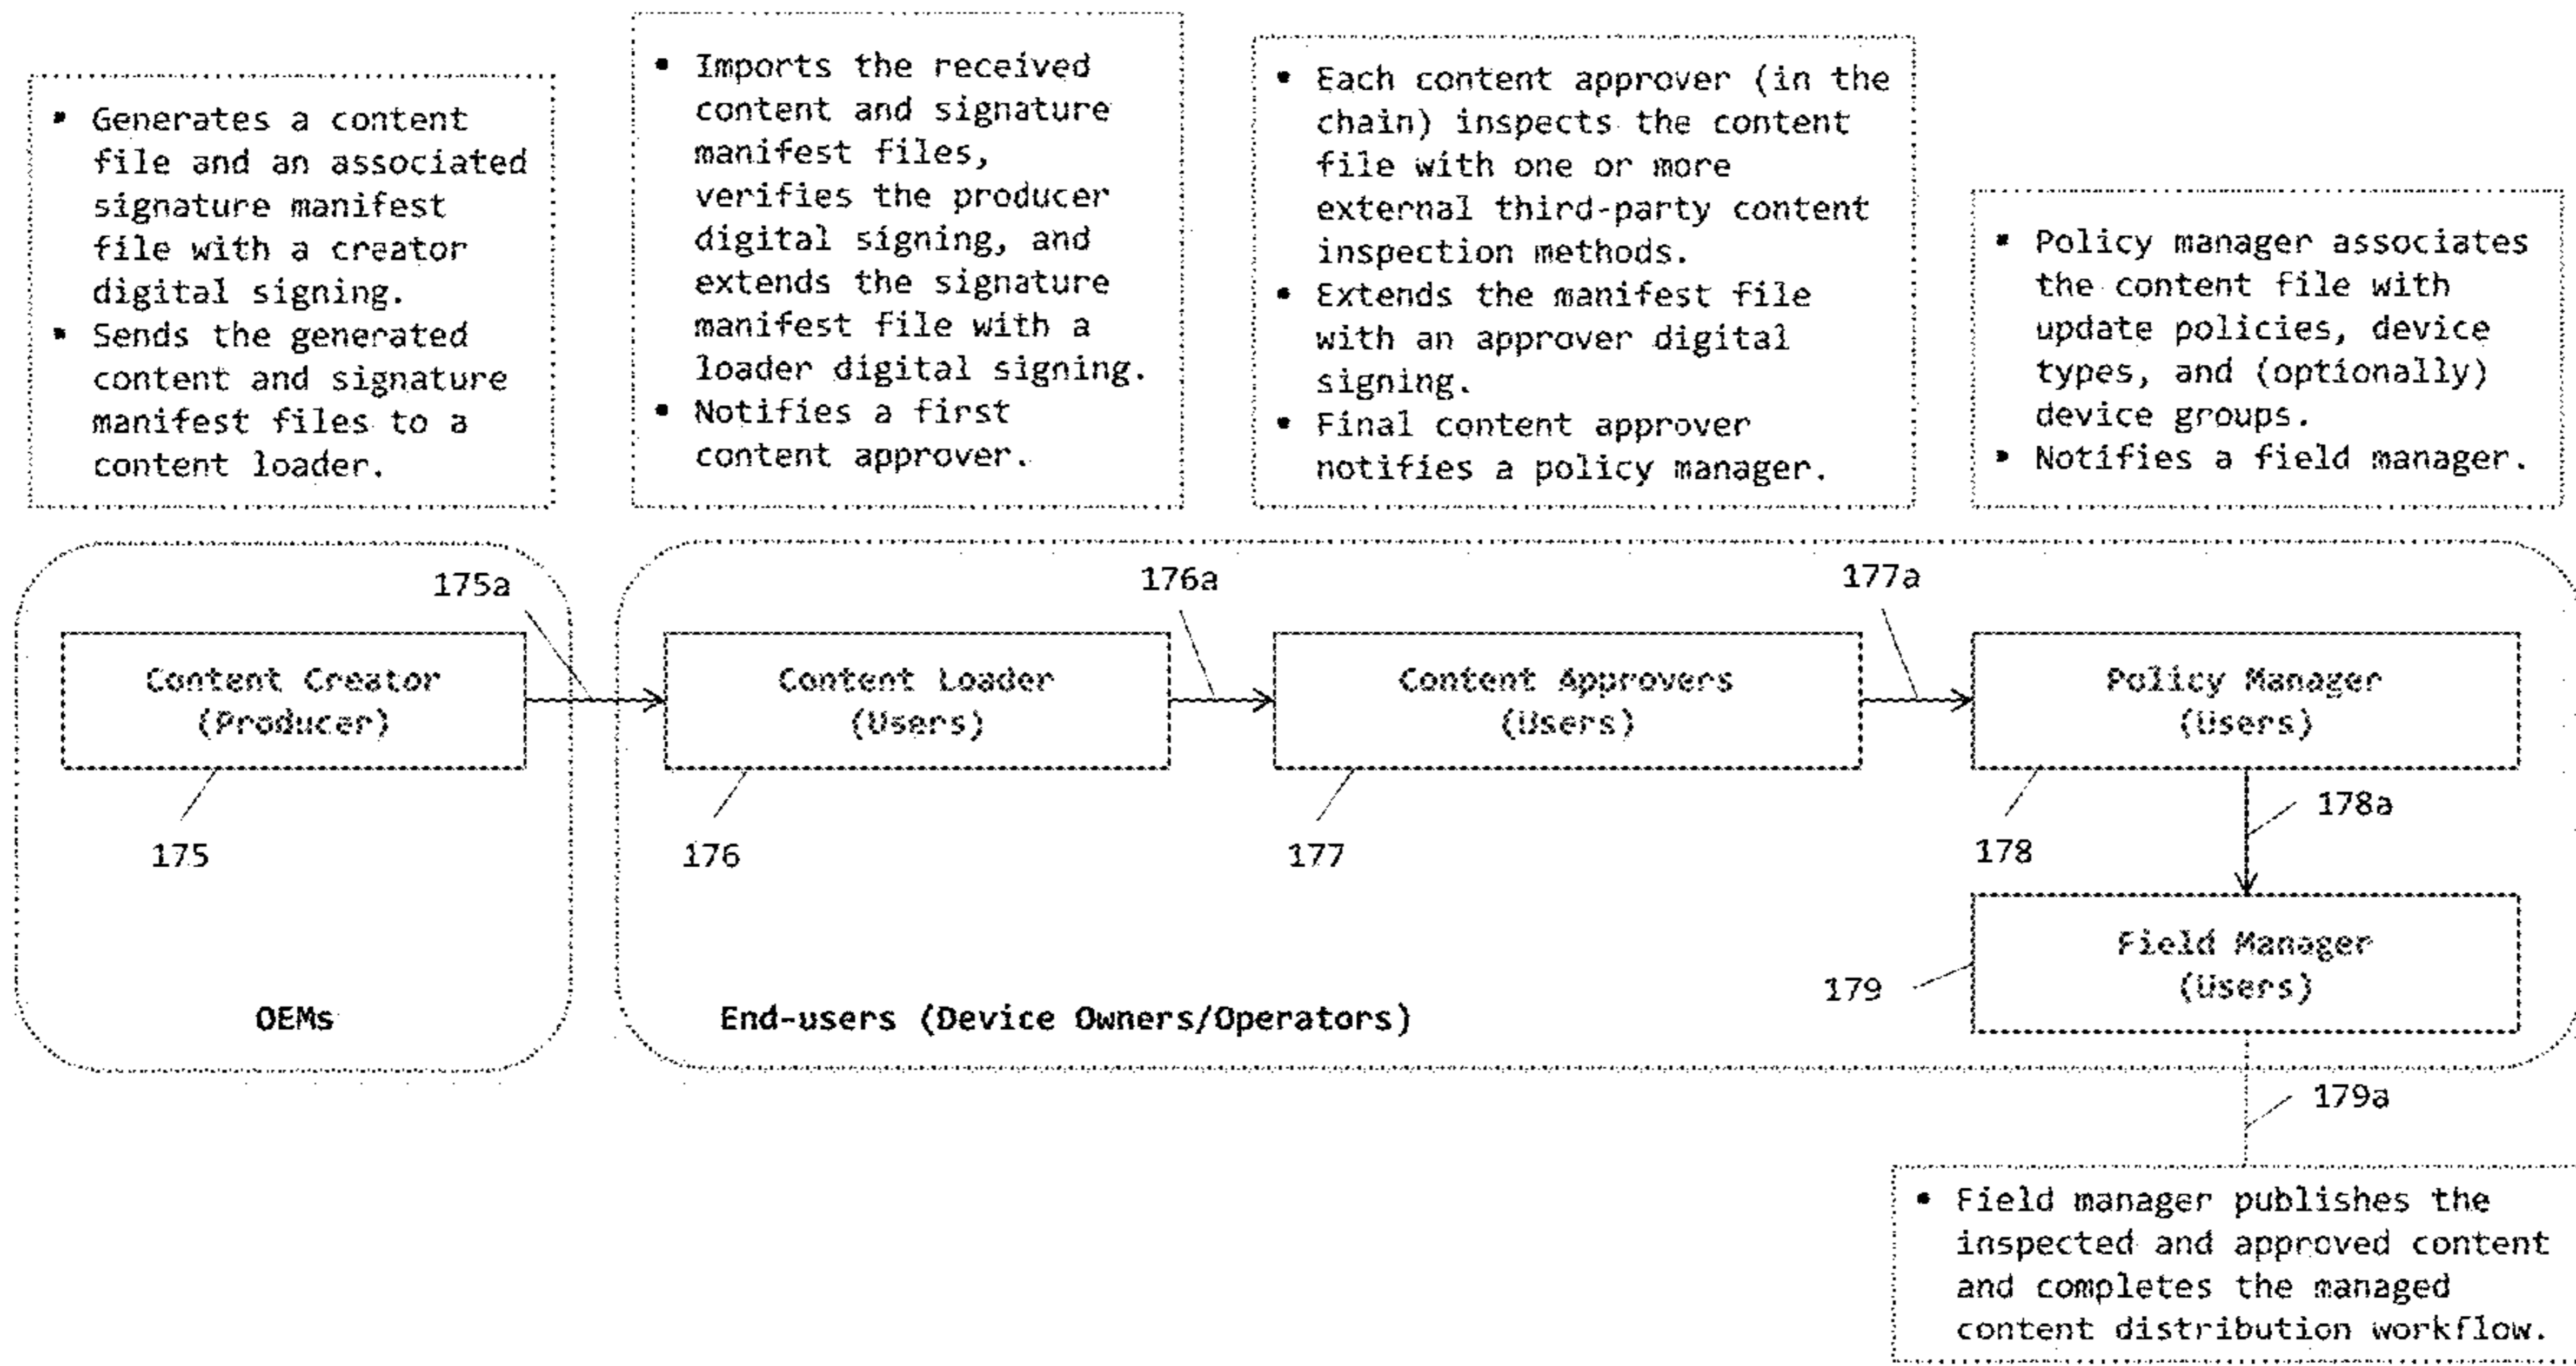 ▪ Generates a content
file and an associated
signature manifest
file with a creator
digital signing.
▪ Sends the generated
content and signature
manifest files to a
content loader.
▪ Imports the received
content and signature
manifest files,
verifies the producer
digital signing, and
extends the signature
manifest file with a
loader digital signing.
▪ Notifies a first
content approver.
▪ Each content approver (in the
chain) inspects the content
file with one or more
external third-party content
inspection methods.
▪ Extends the manifest file
with an approver digital
signing.
▪ Final content approver
notifies a policy manager.
▪ Policy manager associates
the content file with
update policies, device
types, and (optionally)
device groups.
▪ Notifies a field manager.
175a
176a
177a
Content Creator
(Producer)
Content Loader
(Users)
Content Approvers
(Users)
Policy Manager
(Users)
175
176
177
178
178a
Field Manager
(Users)
179
OEMs
End-users (Device Owners/Operators)
179a
▪ Field manager publishes the
inspected and approved content
and completes the managed
content distribution workflow.